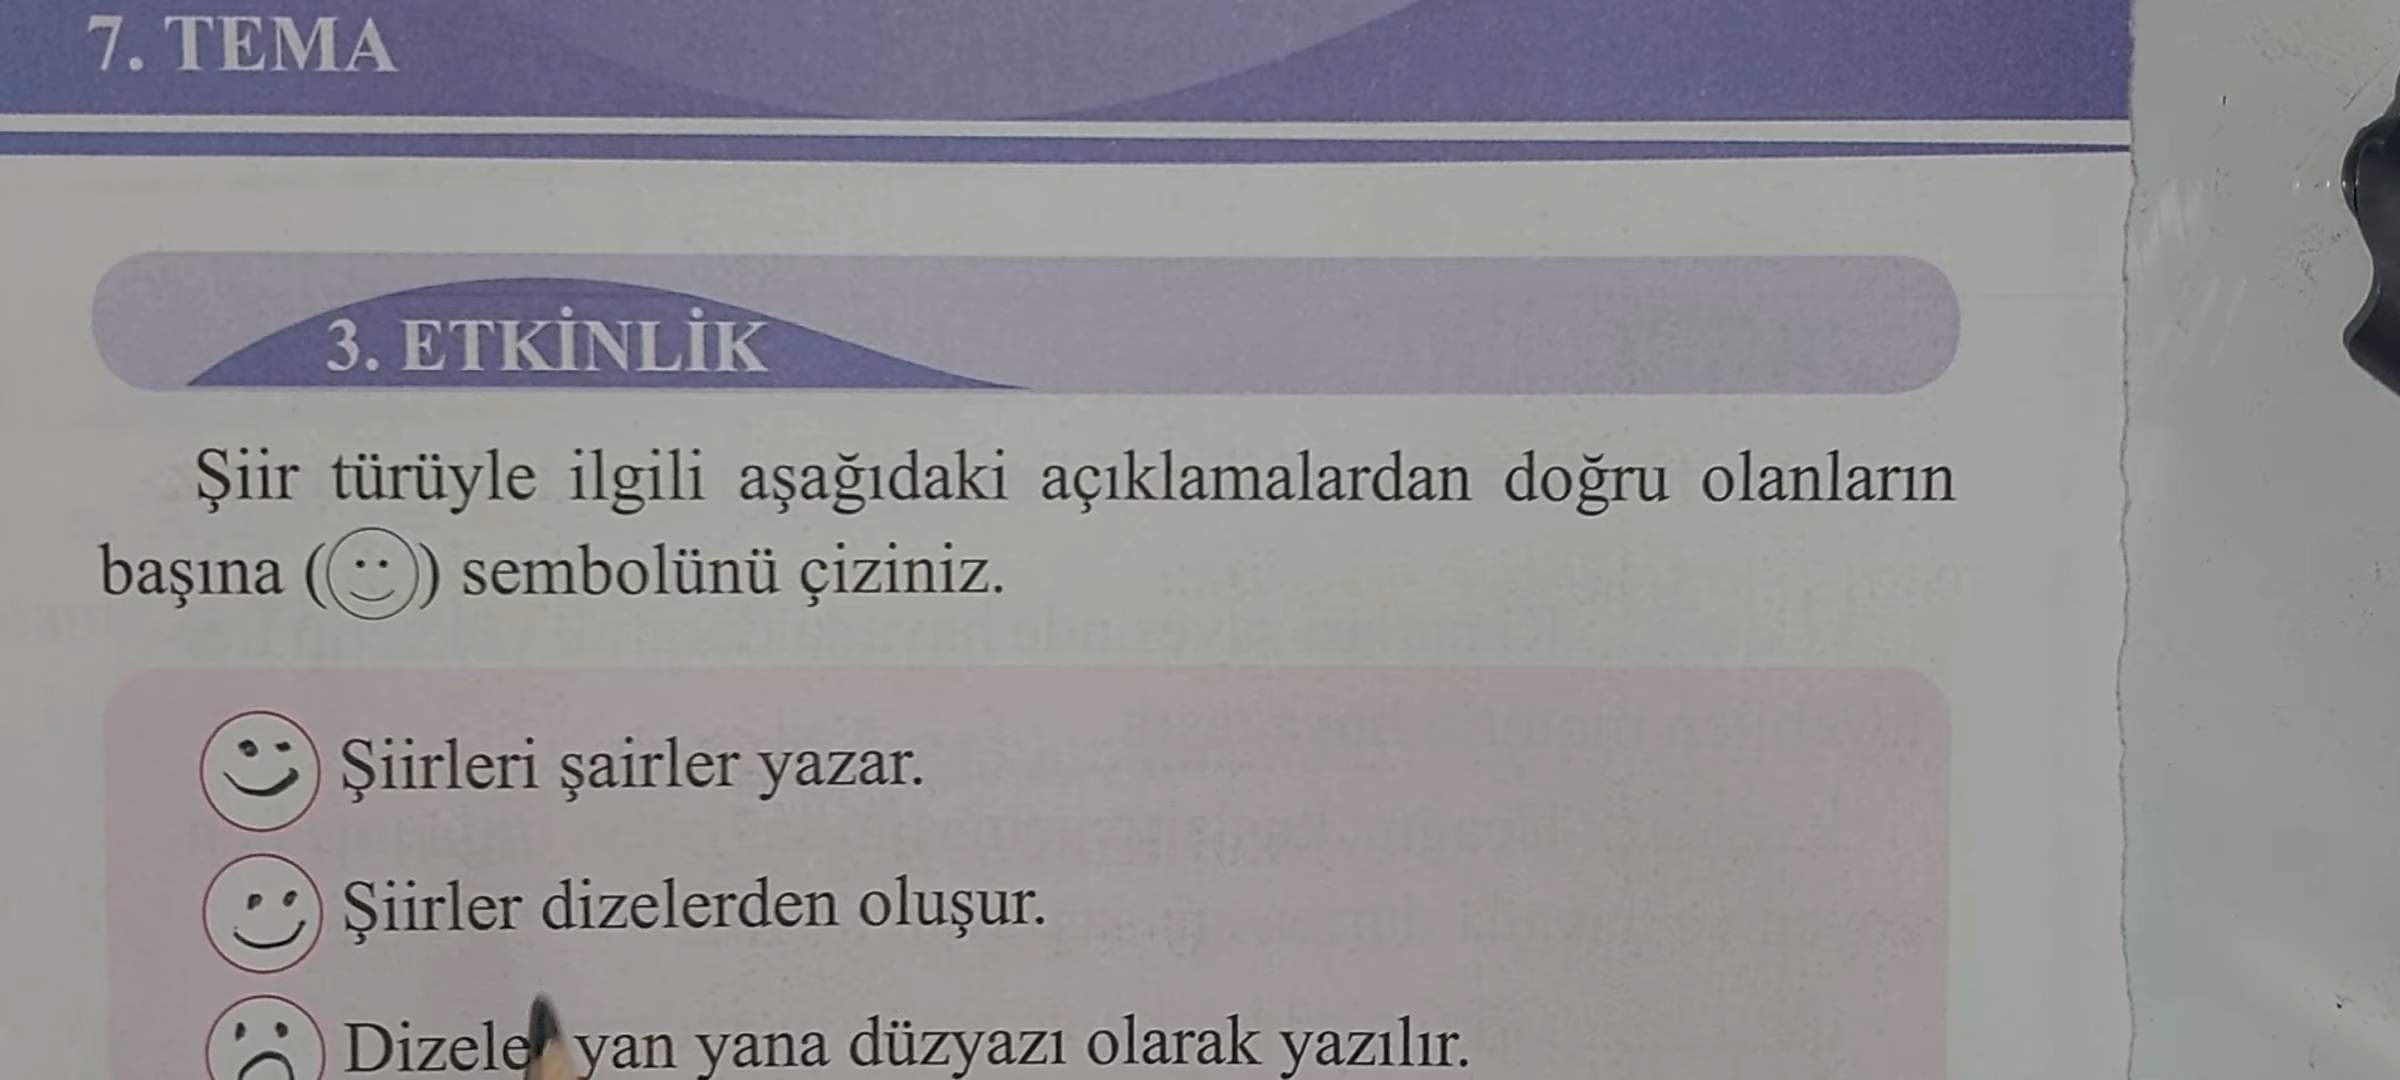 7. TEMA
3. ETKİNLİK
Şiir türüyle ilgili aşağıdaki açıklamalardan doğru olanların
başına () sembolünü çiziniz.
Şiirleri şairler yazar.
Şiirler dizelerden oluşur.
yan yana düzyazı olarak yazılır.